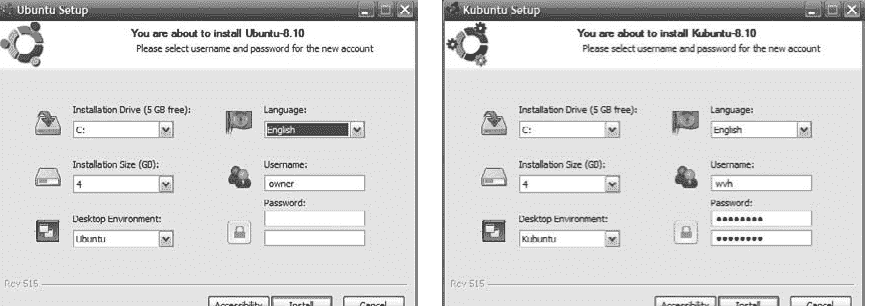 Ubuntu Setup
You are about to install Ubuntu-8.10
Please select username and password for the new account
Installation Drive (5 GB free):
C:
Language:
English
Installation Size (GB):
4
Username:
owner
Password:
Desktop Environment:
Ubuntu
Rev 515
Accessibility
Install
Cancel
Kubuntu Setup
You are about to install Kubuntu-8.10
Please select username and password for the new account
Installation Drive (5 GB free):
C:
Language:
English
Installation Size (GB):
4
Username:
wvh
Password:
●●●●●●●●
Desktop Environment:
Kubuntu
●●●●●●●●
Rev 515
Accessibility
Install
Cancel